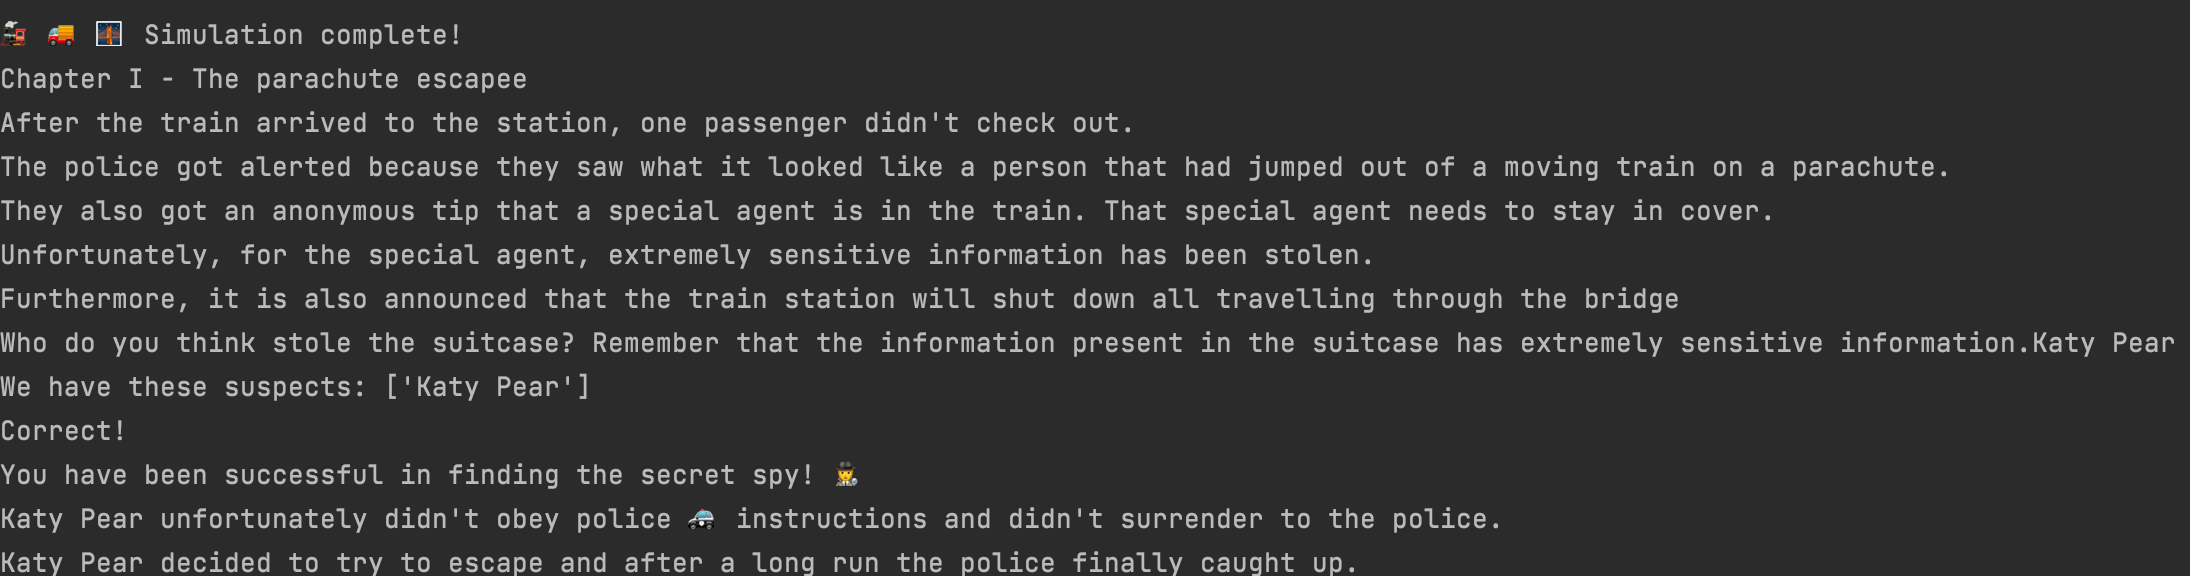 🚂 🚚 🌉 Simulation complete!
Chapter I - The parachute escapee
After the train arrived to the station, one passenger didn't check out.
The police got alerted because they saw what it looked like a person that had jumped out of a moving train on a parachute.
They also got an anonymous tip that a special agent is in the train. That special agent needs to stay in cover.
Unfortunately, for the special agent, extremely sensitive information has been stolen.
Furthermore, it is also announced that the train station will shut down all travelling through the bridge
Who do you think stole the suitcase? Remember that the information present in the suitcase has extremely sensitive information.Katy Pear
We have these suspects: ['Katy Pear']
Correct!
You have been successful in finding the secret spy! 🕵
Katy Pear unfortunately didn't obey police 🚓 instructions and didn't surrender to the police.
Katy Pear decided to try to escape and after a long run the police finally caught up.